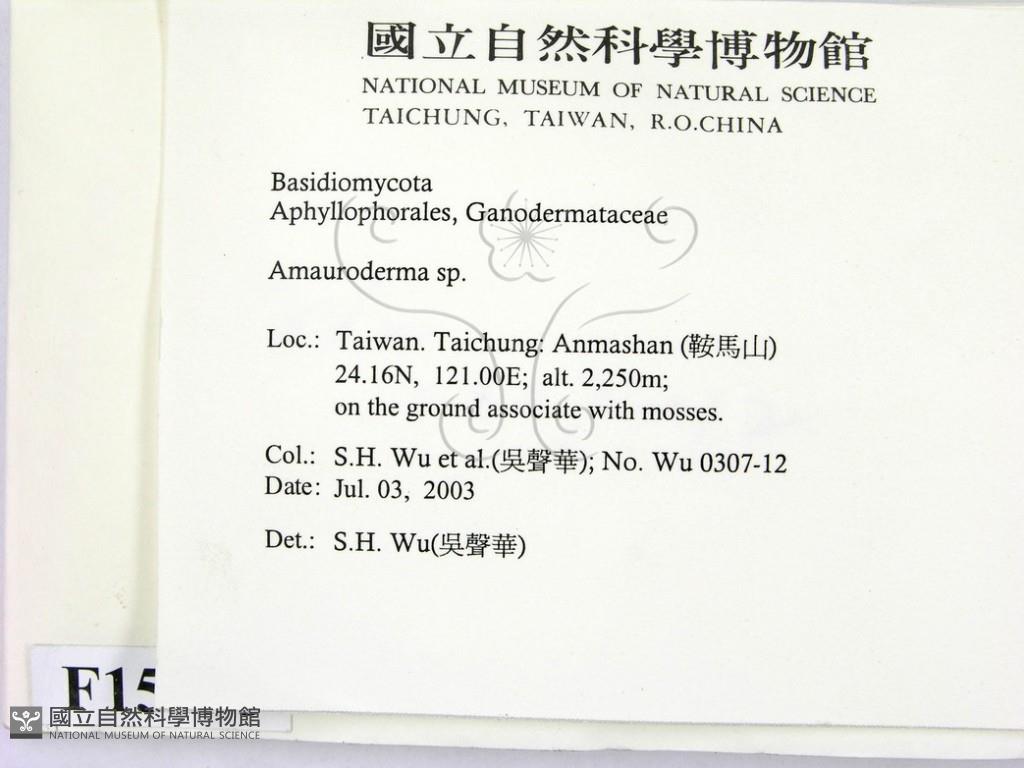 國立自然科學博物館
NATIONAL MUSEUM OF NATURAL SCIENCE
TAICHUNG, TAIWAN, R.O.CHINA
Basidiomycota
Aphyllophorales, Ganodermataceae
Amauroderma sp.
Loc.: Taiwan. Taichung: Anmashan (鞍馬山)
24.16N, 121.00E; alt. 2,250m;
on the ground associate with mosses.
Col.: S.H. Wu et al.(吳聲華); No. Wu 0307-12
Date: Jul. 03, 2003
Det.: S.H. Wu(吳聲華)
F15
國立自然科學博物館
NATIONAL MUSEUM OF NATURAL SCIENCE